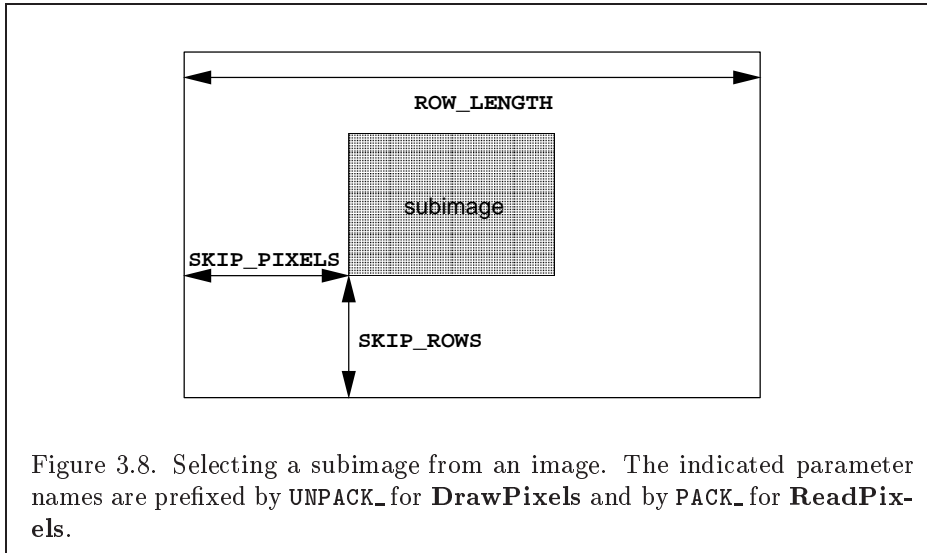 ROW_LENGTH
subimage
SKIP_PIXELS
SKIP_ROWS
Figure 3.8. Selecting a subimage from an image. The indicated parameter
names are prefixed by UNPACK_ for DrawPixels and by PACK_ for ReadPix-
els.